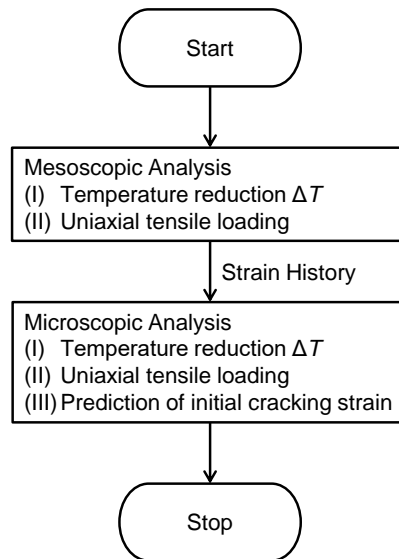 Start
Mesoscopic Analysis
(I) Temperature reduction ΔT
(II) Uniaxial tensile loading
Strain History
Microscopic Analysis
(I) Temperature reduction ΔT
(II) Uniaxial tensile loading
(III) Prediction of initial cracking strain
Stop